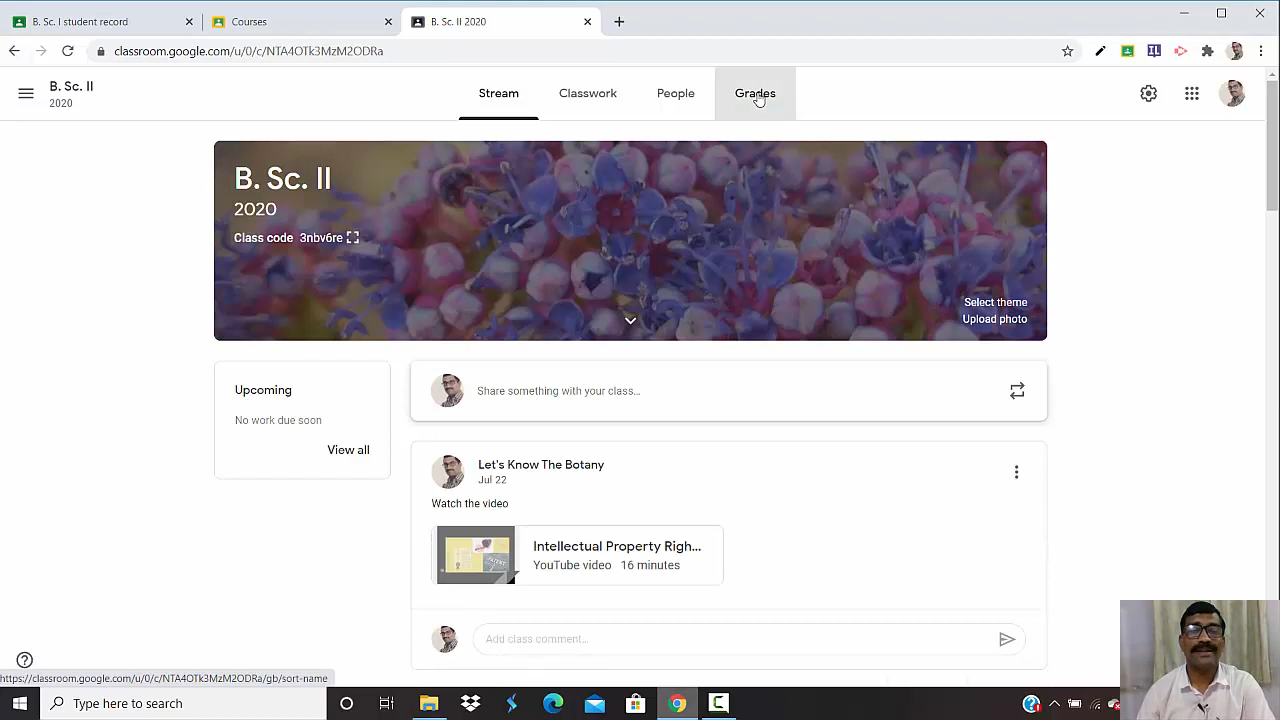 B. Sc. I student record
Courses
B. Sc. II 2020
classroom.google.com/u/0/c/NTA4OTk3MzM2ODRa
B. Sc. II
2020
Stream
Classwork
People
Grades
B. Sc. II
2020
Class code 3nbv6re
Select theme
Upload photo
Upcoming
No work due soon
View all
Share something with your class...
Let's Know The Botany
Jul 22
Watch the video
Intellectual Property Righ...
YouTube video 16 minutes
Add class comment...
https://classroom.google.com/u/0/c/NTA4OTk3MzM2ODRa/gb/sort-name
Type here to search